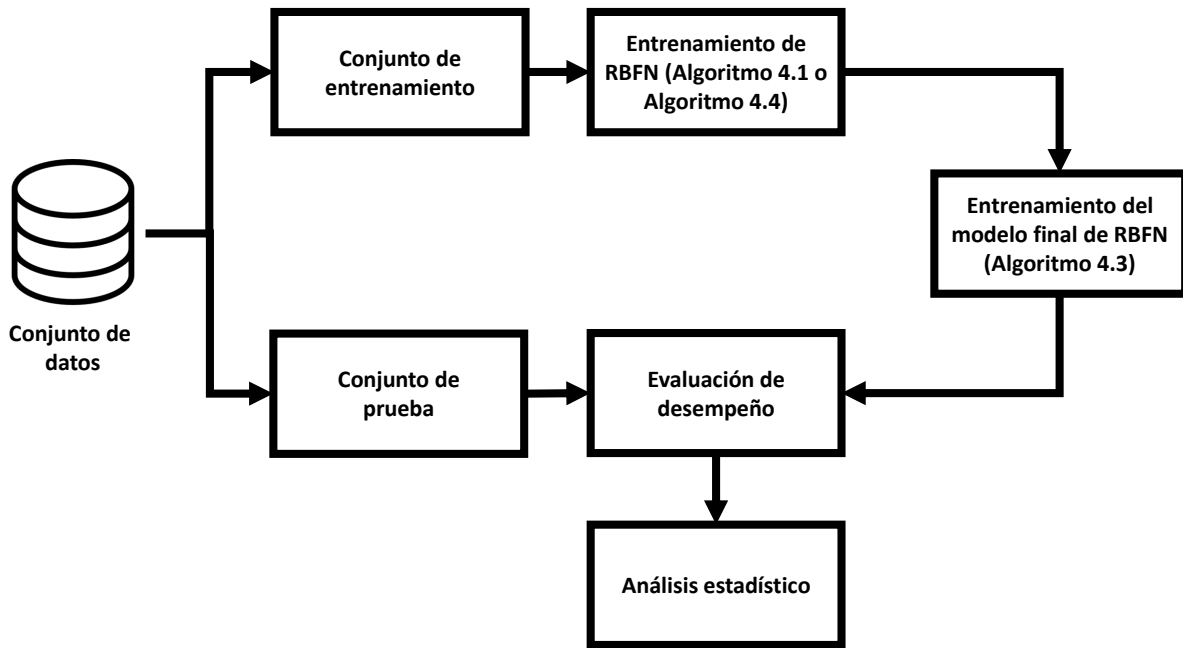 Conjunto de
entrenamiento
Entrenamiento de
RBFN (Algoritmo 4.1 o
Algoritmo 4.4)
Entrenamiento del
modelo final de RBFN
(Algoritmo 4.3)
Conjunto de
datos
Conjunto de
prueba
Evaluación de
desempeño
Análisis estadístico